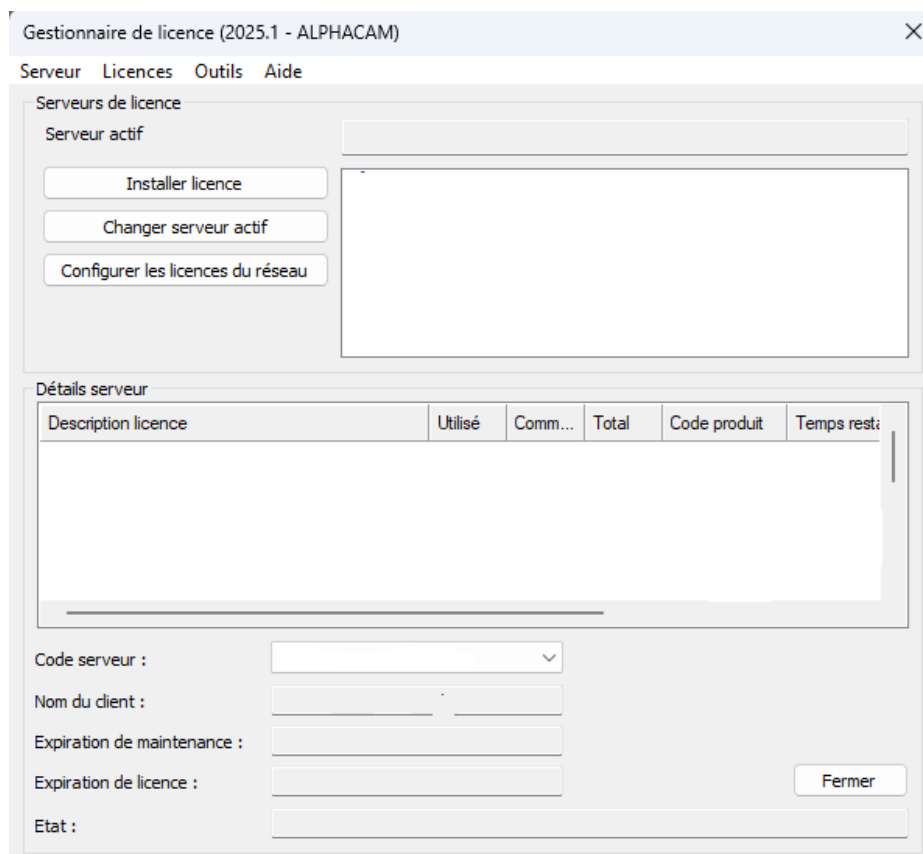 Gestionnaire de licence (2025.1 - ALPHACAM)
Serveur Licences Outils Aide
Serveurs de licence
Serveur actif
Installer licence
Changer serveur actif
Configurer les licences du réseau
Détails serveur
Description licence Utilisé Comm... Total Code produit Temps resta
Code serveur :
Nom du client :
Expiration de maintenance :
Expiration de licence :
Fermer
Etat :